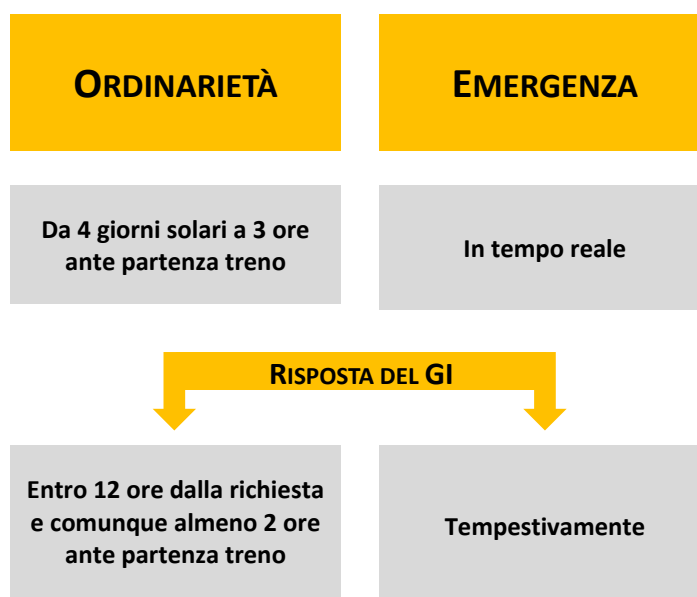 ORDINARIETÀ
EMERGENZA
Da 4 giorni solari a 3 ore
ante partenza treno
In tempo reale
RISPOSTA DEL GI
Entro 12 ore dalla richiesta
e comunque almeno 2 ore
ante partenza treno
Tempestivamente